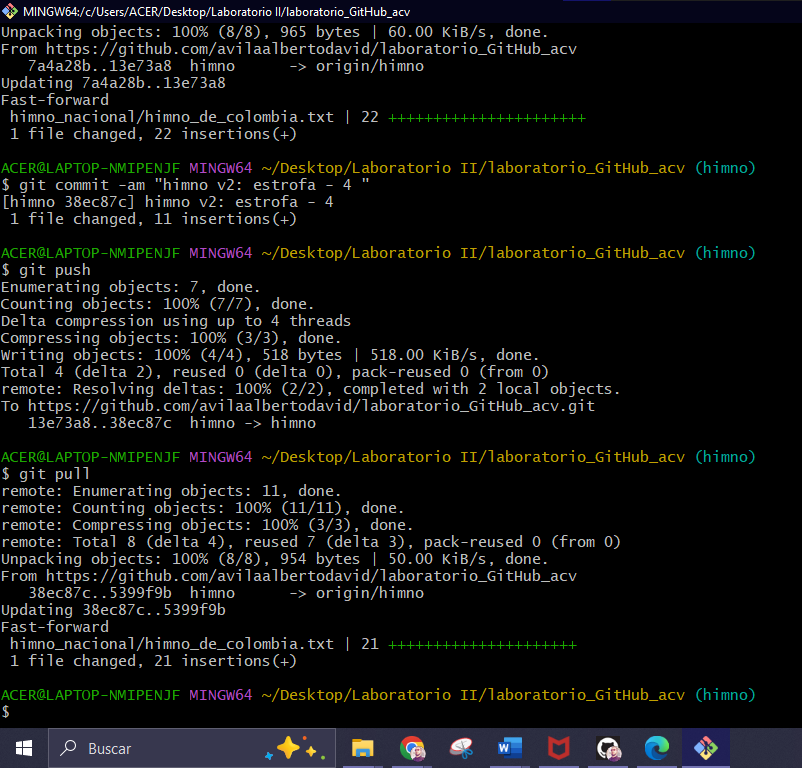 MINGW64:/c/Users/ACER/Desktop/Laboratorio II/laboratorio_GitHub_acv
Unpacking objects: 100% (8/8), 965 bytes | 60.00 KiB/s, done.
From https://github.com/avilaalbertodavid/laboratorio_GitHub_acv
   7a4a28b..13e73a8  himno      -> origin/himno
Updating 7a4a28b..13e73a8
Fast-forward
 himno_nacional/himno_de_colombia.txt | 22 ++++++++++++++++++++++
 1 file changed, 22 insertions(+)

ACER@LAPTOP-NMIPENJF MINGW64 ~/Desktop/Laboratorio II/laboratorio_GitHub_acv (himno)
$ git commit -am "himno v2: estrofa - 4 "
[himno 38ec87c] himno v2: estrofa - 4
 1 file changed, 11 insertions(+)

ACER@LAPTOP-NMIPENJF MINGW64 ~/Desktop/Laboratorio II/laboratorio_GitHub_acv (himno)
$ git push
Enumerating objects: 7, done.
Counting objects: 100% (7/7), done.
Delta compression using up to 4 threads
Compressing objects: 100% (3/3), done.
Writing objects: 100% (4/4), 518 bytes | 518.00 KiB/s, done.
Total 4 (delta 2), reused 0 (delta 0), pack-reused 0 (from 0)
remote: Resolving deltas: 100% (2/2), completed with 2 local objects.
To https://github.com/avilaalbertodavid/laboratorio_GitHub_acv.git
   13e73a8..38ec87c  himno -> himno

ACER@LAPTOP-NMIPENJF MINGW64 ~/Desktop/Laboratorio II/laboratorio_GitHub_acv (himno)
$ git pull
remote: Enumerating objects: 11, done.
remote: Counting objects: 100% (11/11), done.
remote: Compressing objects: 100% (3/3), done.
remote: Total 8 (delta 4), reused 7 (delta 3), pack-reused 0 (from 0)
Unpacking objects: 100% (8/8), 954 bytes | 50.00 KiB/s, done.
From https://github.com/avilaalbertodavid/laboratorio_GitHub_acv
   38ec87c..5399f9b  himno      -> origin/himno
Updating 38ec87c..5399f9b
Fast-forward
 himno_nacional/himno_de_colombia.txt | 21 +++++++++++++++++++++
 1 file changed, 21 insertions(+)

ACER@LAPTOP-NMIPENJF MINGW64 ~/Desktop/Laboratorio II/laboratorio_GitHub_acv (himno)
$
Buscar